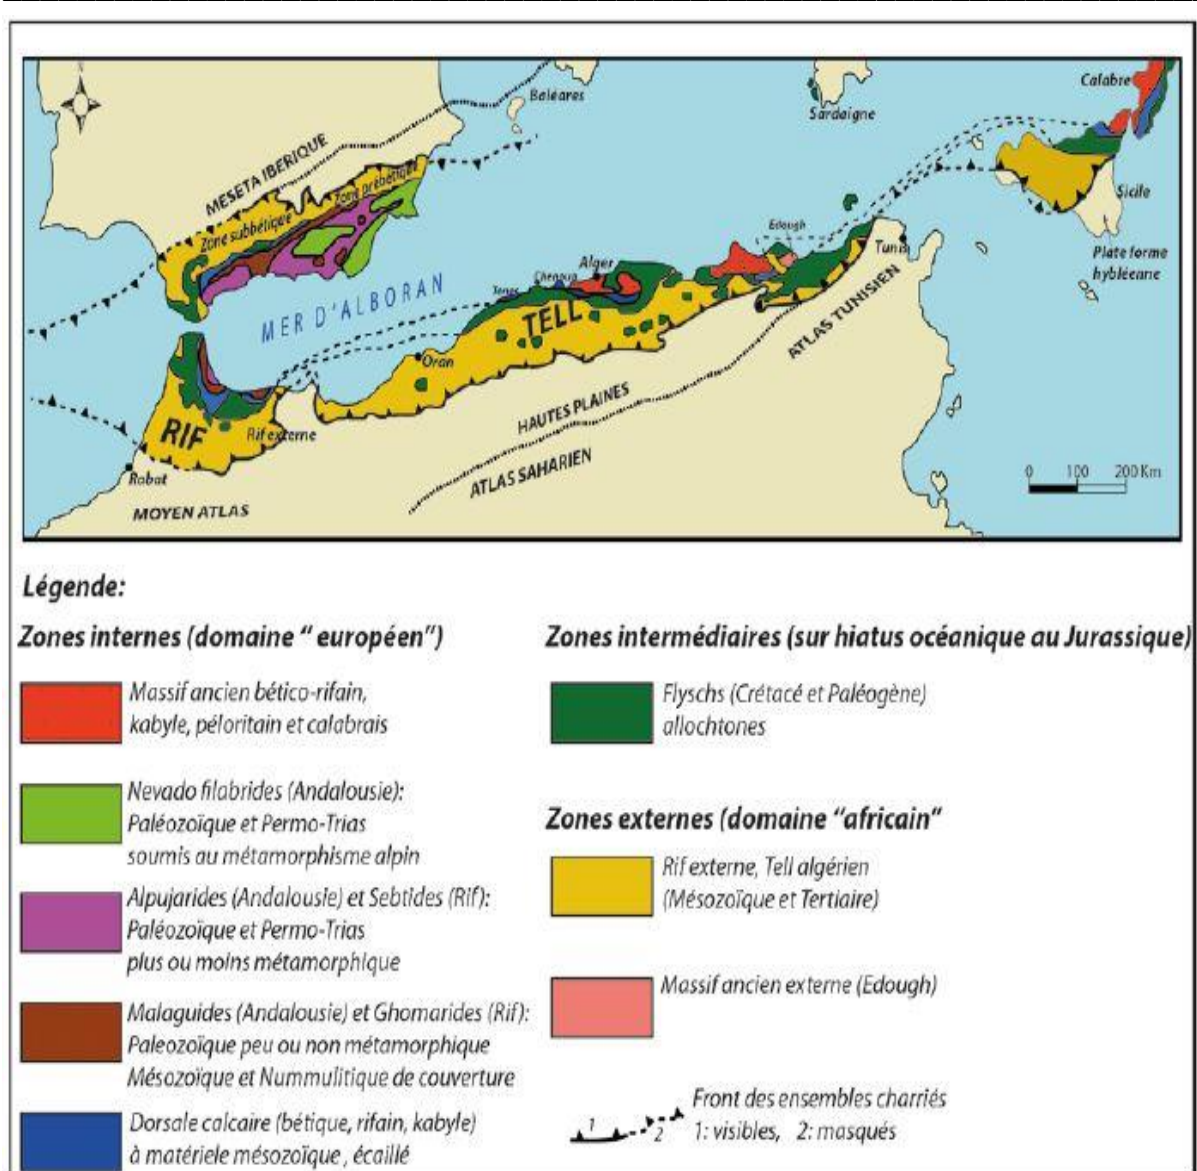 MESETA IBERIQUE
Baléares
Sardaigne
Calabre
Zone prébétique
Zone subbétique
Sicile
Plate forme
hybléenne
Edough
Tunis
Alger
Chenoua
Tenes
MER D'ALBORAN
TELL
ATLAS TUNISIEN
Oran
HAUTES PLAINES
RIF
Rif externe
ATLAS SAHARIEN
Rabat
MOYEN ATLAS
0 100 200 Km
Légende:
Zones internes (domaine " européen")
Massif ancien bético-rifain,
kabyle, péloritain et calabrais
Nevado filabrides (Andalousie):
Paléozoïque et Permo-Trias
soumis au métamorphisme alpin
Alpujarides (Andalousie) et Sebtides (Rif):
Paléozoïque et Permo-Trias
plus ou moins métamorphique
Malaguides (Andalousie) et Ghomarides (Rif):
Paleozoïque peu ou non métamorphique
Mésozoïque et Nummulitique de couverture
Dorsale calcaire (bétique, rifain, kabyle)
à matériele mésozoïque , écaillé
Zones intermédiaires (sur hiatus océanique au Jurassique)
Flyschs (Crétacé et Paléogène)
allochtones
Zones externes (domaine "africain"
Rif externe, Tell algérien
(Mésozoïque et Tertiaire)
Massif ancien externe (Edough)
1 2
Front des ensembles charriés
1: visibles, 2: masqués